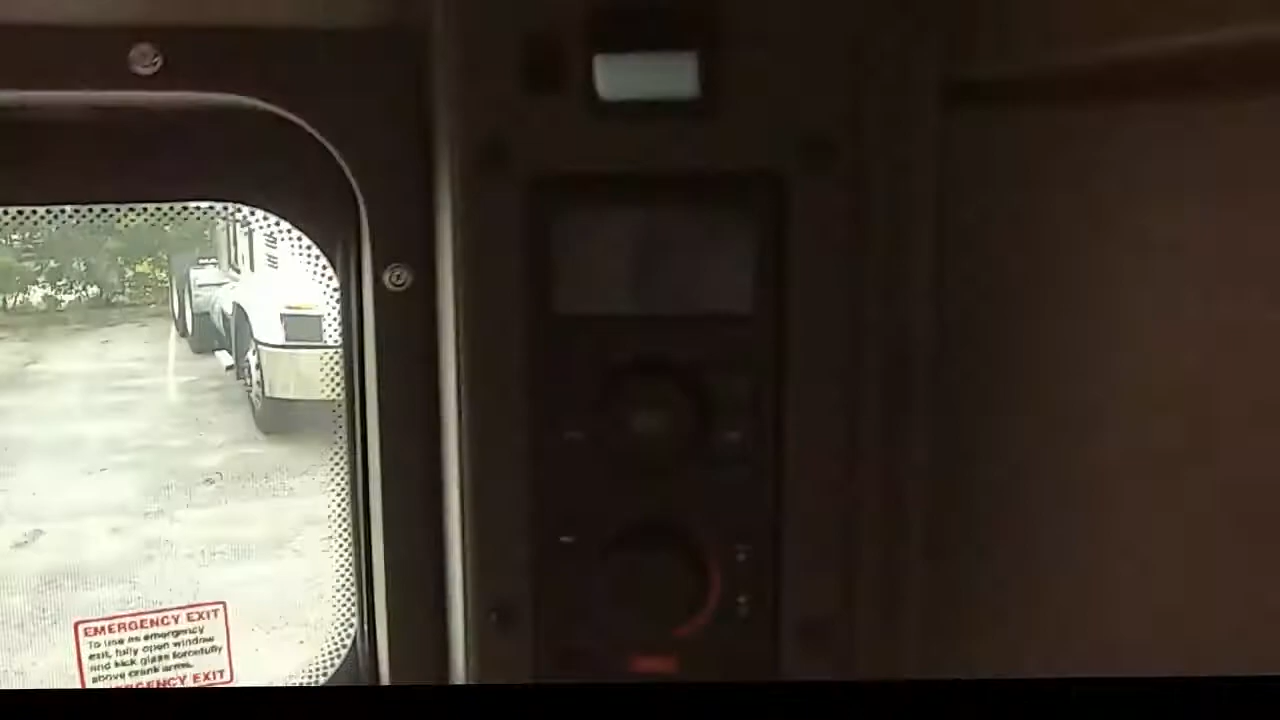 EMERGENCY EXIT
To use as emergency
exit, fully open window
and kick glass forcefully
above crank arms.
EMERGENCY EXIT